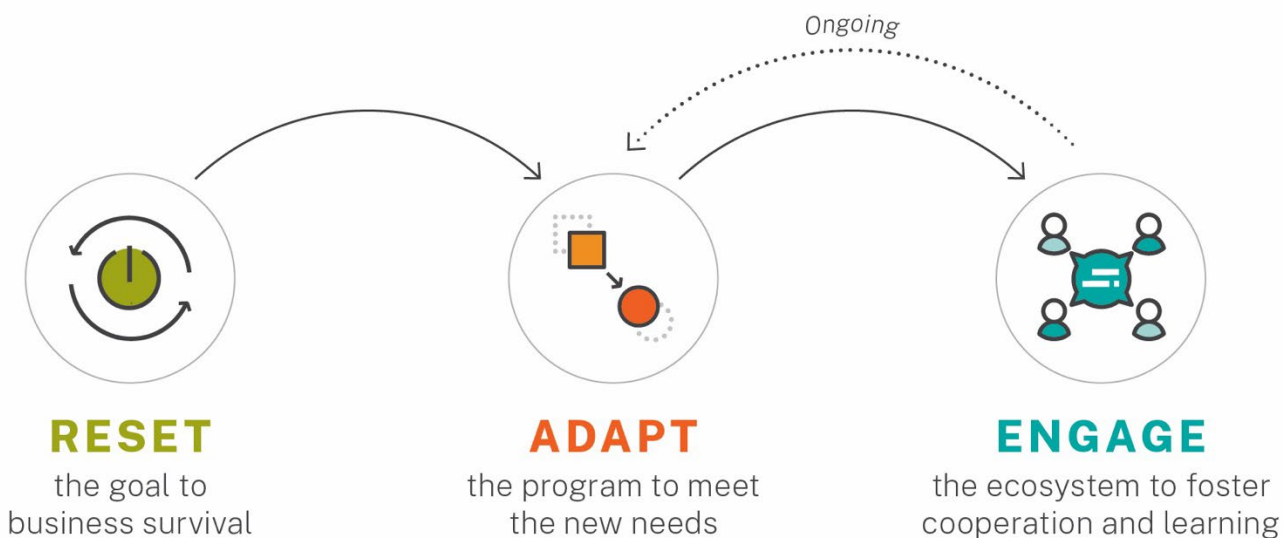 Ongoing
RESET
the goal to
business survival
ADAPT
the program to meet
the new needs
ENGAGE
the ecosystem to foster
cooperation and learning